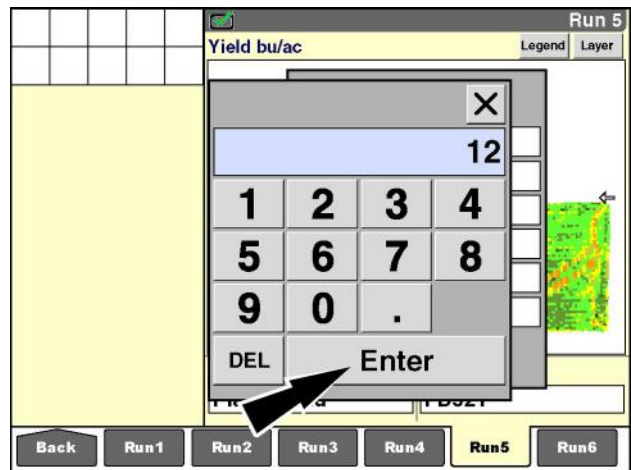 Run 5
Yield bu/ac
Legend Layer
12
1 2 3 4
5 6 7 8
9 0 .
DEL Enter
Back Run1 Run2 Run3 Run4 Run5 Run6